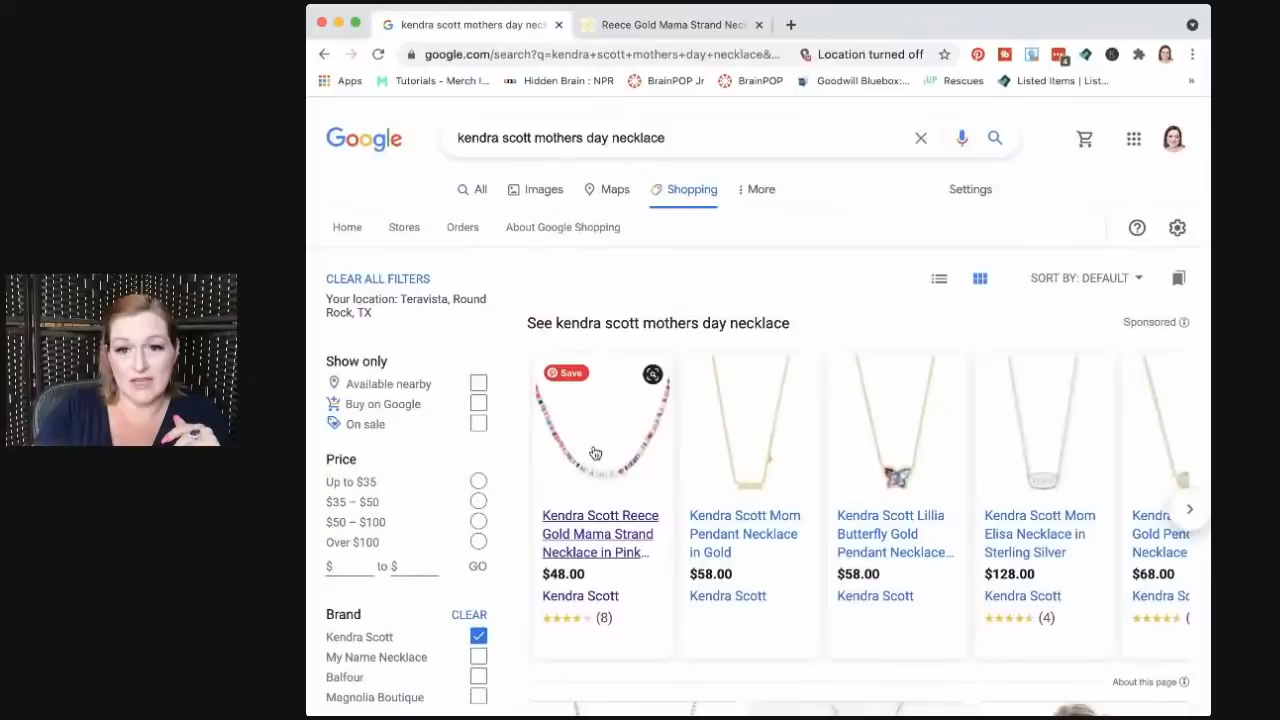 kendra scott mothers day neck
Reece Gold Mama Strand Neck
google.com/search?q=kendra+scott+mothers+day+necklace&...
Location turned off
Apps
Tutorials - Merch I...
Hidden Brain : NPR
BrainPOP Jr
BrainPOP
Goodwill Bluebox:...
Rescues
Listed Items | List...
»
Google
kendra scott mothers day necklace
All
Images
Maps
Shopping
More
Settings
Home
Stores
Orders
About Google Shopping
CLEAR ALL FILTERS
SORT BY: DEFAULT
Your location: Teravista, Round
Rock, TX
See kendra scott mothers day necklace
Sponsored
Show only
Available nearby
Buy on Google
On sale
Price
Up to $35
$35 – $50
$50 – $100
Over $100
$ to $ GO
Brand
CLEAR
Kendra Scott
My Name Necklace
Balfour
Magnolia Boutique
Save
Kendra Scott Reece
Gold Mama Strand
Necklace in Pink...
$48.00
Kendra Scott
(8)
Kendra Scott Mom
Pendant Necklace
in Gold
$58.00
Kendra Scott
Kendra Scott Lillia
Butterfly Gold
Pendant Necklace...
$58.00
Kendra Scott
Kendra Scott Mom
Elisa Necklace in
Sterling Silver
$128.00
Kendra Scott
(4)
Kendr
Gold Pen
Necklace
$68.00
Kendra Sc
(
About this page